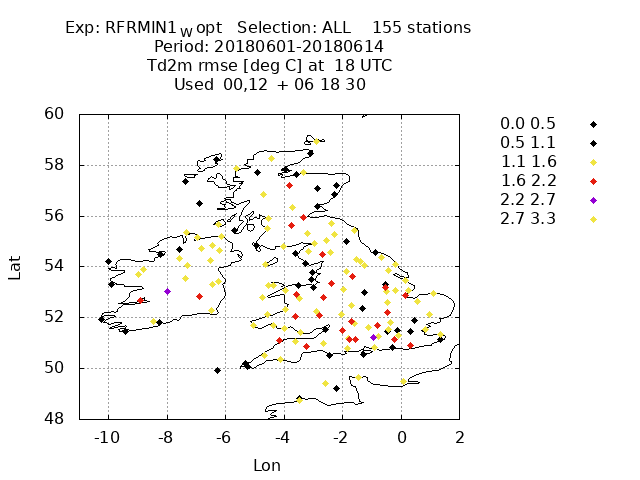 Exp: RFRMIN1wopt Selection: ALL 155 stations
Period: 20180601-20180614
Td2m rmse [deg C] at 18 UTC
Used 00,12 + 06 18 30
60
58
56
54
52
50
48
Lat
-10 -8 -6 -4 -2 0 2
Lon
0.0 0.5
0.5 1.1
1.1 1.6
1.6 2.2
2.2 2.7
2.7 3.3